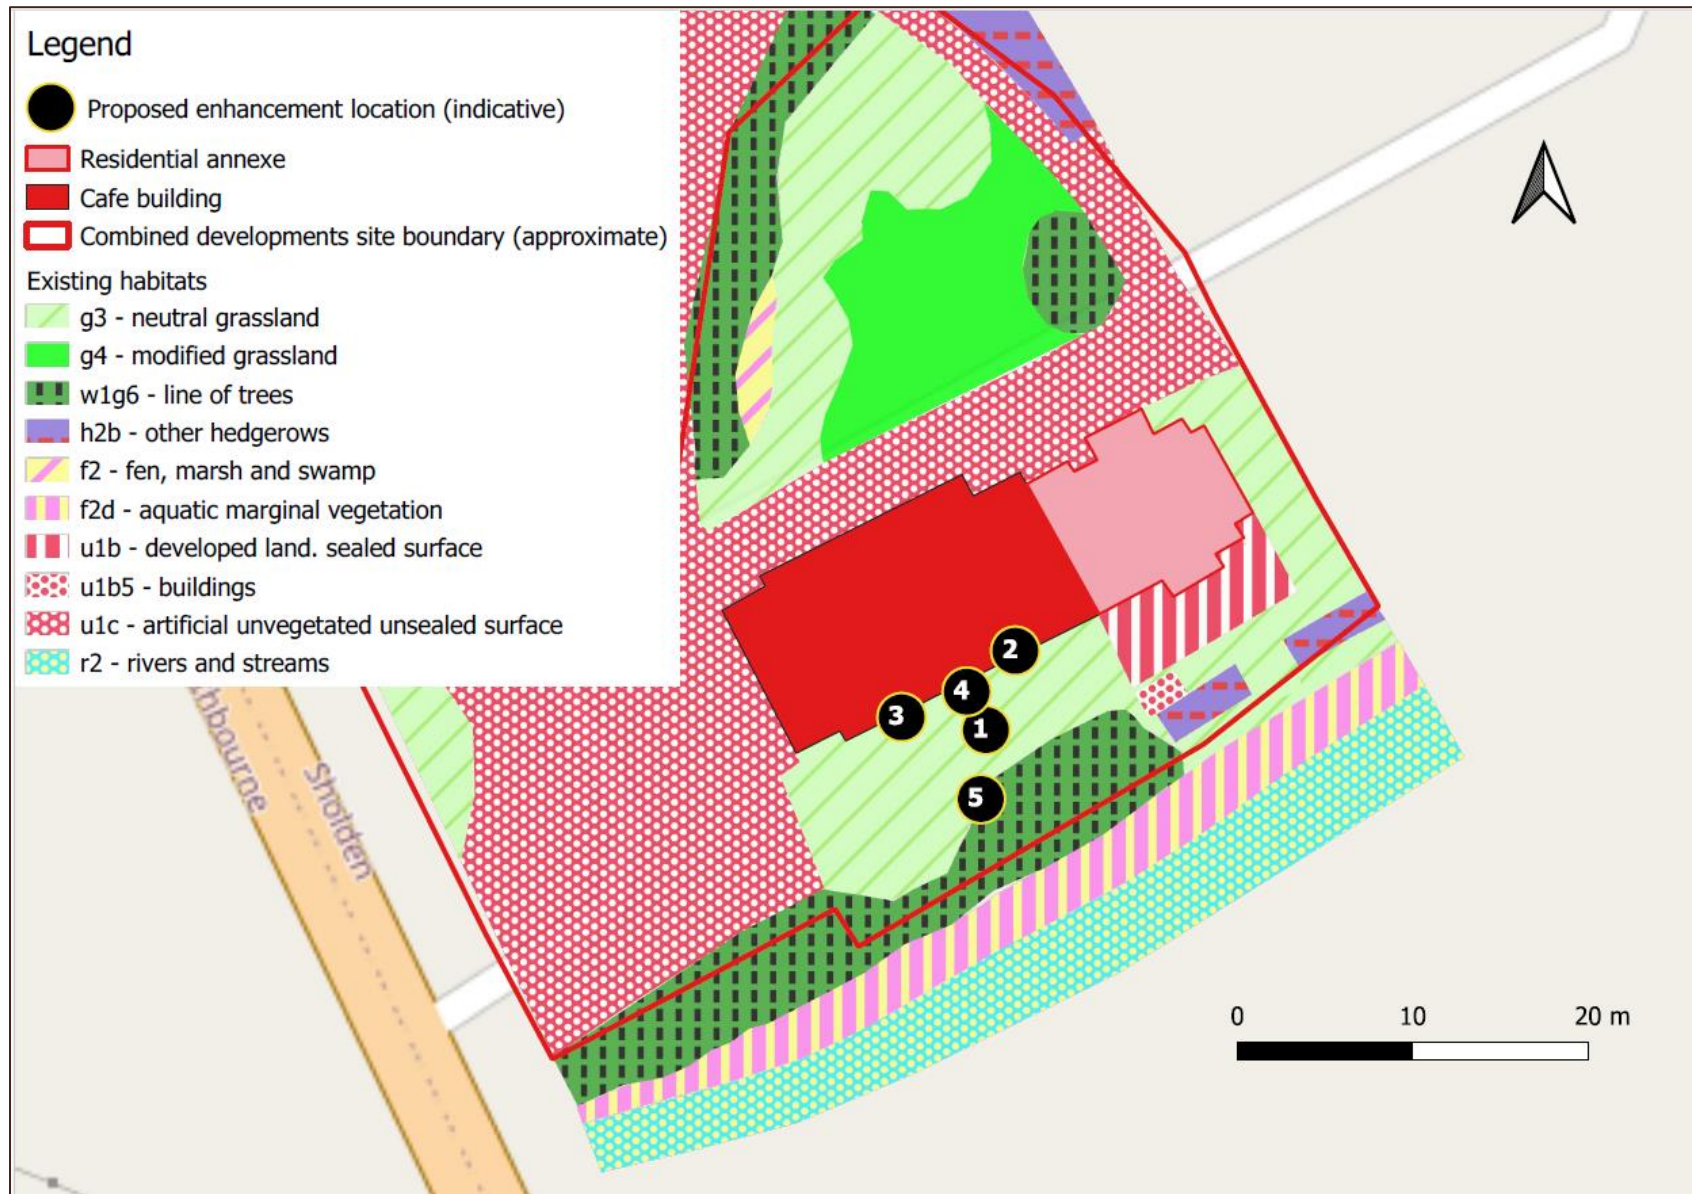 Legend
Proposed enhancement location (indicative)
Residential annexe
Cafe building
Combined developments site boundary (approximate)
Existing habitats
g3 - neutral grassland
g4 - modified grassland
w1g6 - line of trees
h2b - other hedgerows
f2 - fen, marsh and swamp
f2d - aquatic marginal vegetation
u1b - developed land. sealed surface
u1b5 - buildings
u1c - artificial unvegetated unsealed surface
r2 - rivers and streams
2
4
3
1
5
Sholden
0 10 20 m